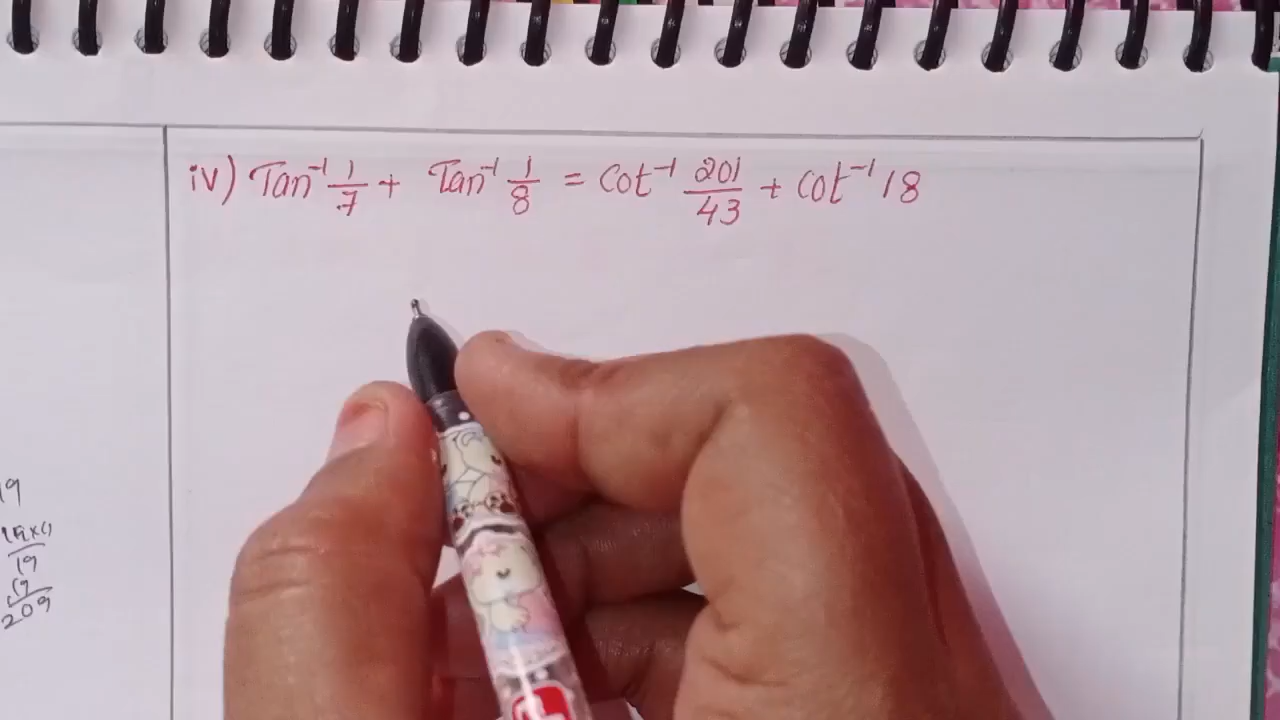 iv) Tan⁻¹ 1/7 + Tan⁻¹ 1/8 = Cot⁻¹ 201/43 + Cot⁻¹ 18
19
19
209